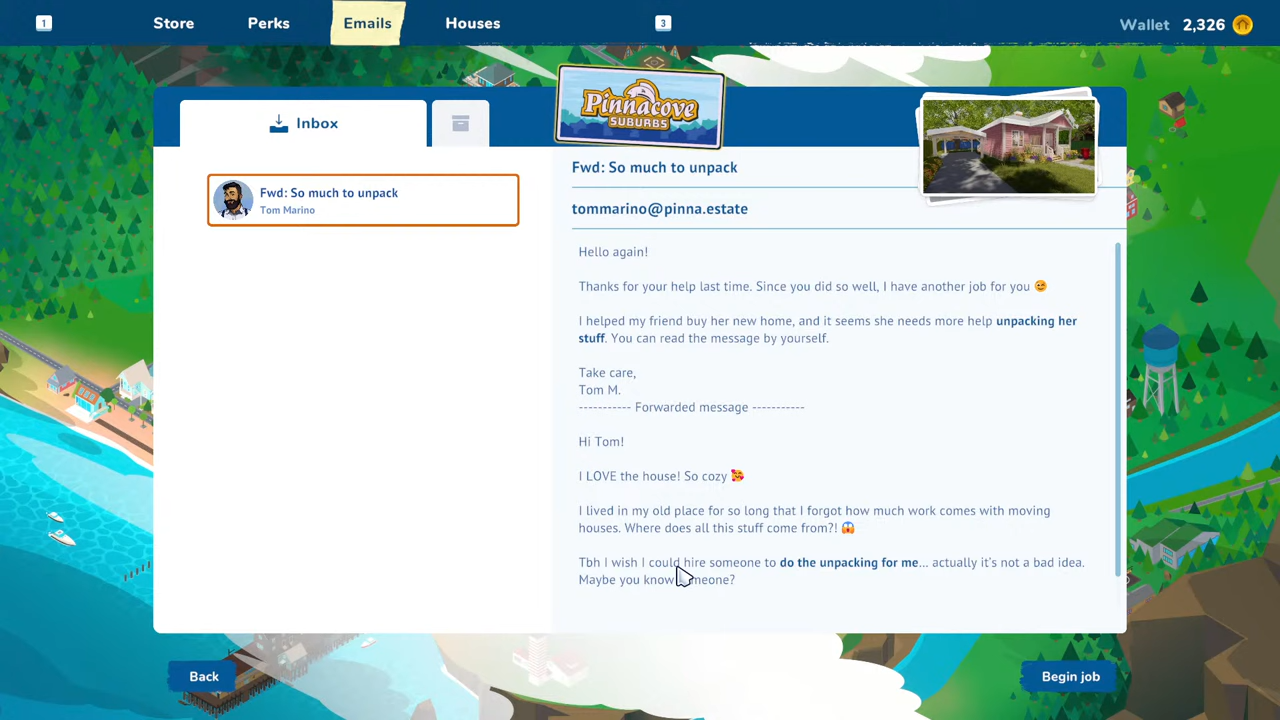 1 Store Perks Emails Houses 3 Wallet 2,326
Pinnacove
SUBURBS
Inbox
Fwd: So much to unpack
Tom Marino
Fwd: So much to unpack
tommarino@pinna.estate
Hello again!
Thanks for your help last time. Since you did so well, I have another job for you 😉
I helped my friend buy her new home, and it seems she needs more help unpacking her
stuff. You can read the message by yourself.
Take care,
Tom M.
----------- Forwarded message -----------
Hi Tom!
I LOVE the house! So cozy 🥰
I lived in my old place for so long that I forgot how much work comes with moving
houses. Where does all this stuff come from?! 😱
Tbh I wish I could hire someone to do the unpacking for me... actually it's not a bad idea.
Maybe you know someone?
Back
Begin job